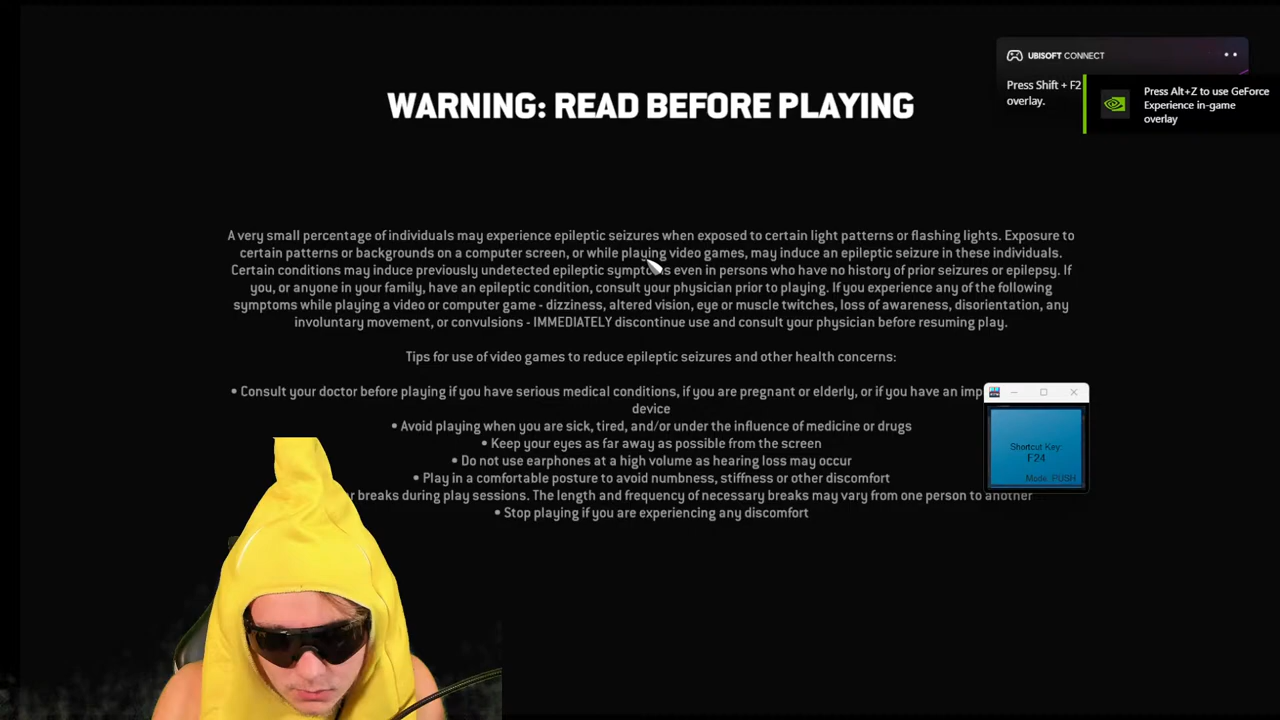 UBISOFT CONNECT
Press Shift + F2
overlay.
Press Alt+Z to use GeForce
Experience in-game
overlay
WARNING: READ BEFORE PLAYING
A very small percentage of individuals may experience epileptic seizures when exposed to certain light patterns or flashing lights. Exposure to
certain patterns or backgrounds on a computer screen, or while playing video games, may induce an epileptic seizure in these individuals.
Certain conditions may induce previously undetected epileptic symptoms even in persons who have no history of prior seizures or epilepsy. If
you, or anyone in your family, have an epileptic condition, consult your physician prior to playing. If you experience any of the following
symptoms while playing a video or computer game - dizziness, altered vision, eye or muscle twitches, loss of awareness, disorientation, any
involuntary movement, or convulsions - IMMEDIATELY discontinue use and consult your physician before resuming play.
Tips for use of video games to reduce epileptic seizures and other health concerns:
• Consult your doctor before playing if you have serious medical conditions, if you are pregnant or elderly, or if you have an
device
• Avoid playing when you are sick, tired, and/or under the influence of medicine or drugs
• Keep your eyes as far away as possible from the screen
• Do not use earphones at a high volume as hearing loss may occur
• Play in a comfortable posture to avoid numbness, stiffness or other discomfort
breaks during play sessions. The length and frequency of necessary breaks may vary from one person to another
• Stop playing if you are experiencing any discomfort
Shortcut Key:
F24
Mode: PUSH